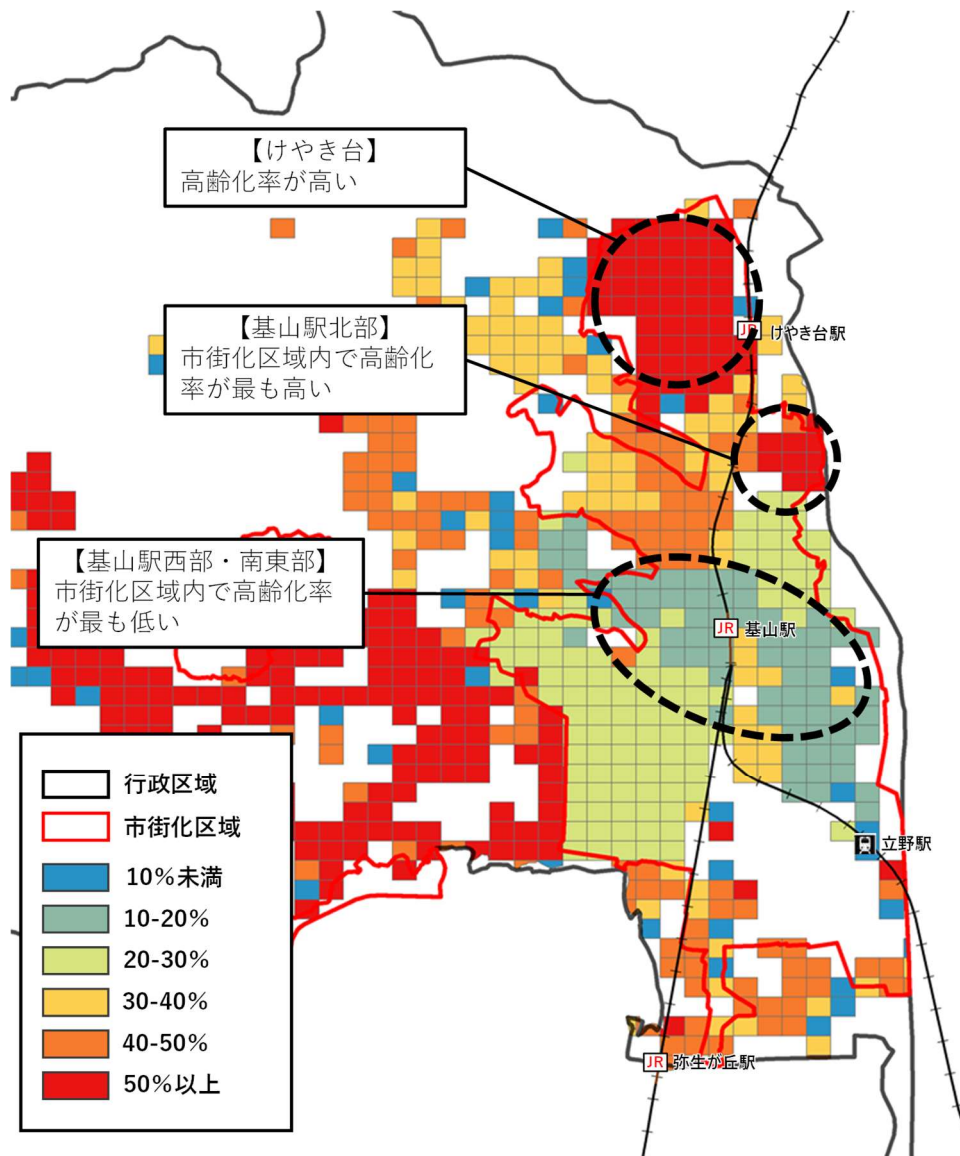 【けやき台】
高齢化率が高い
【基山駅北部】
市街化区域内で高齢化
率が最も高い
JR けやき台駅
【基山駅西部・南東部】
市街化区域内で高齢化率
が最も低い
JR 基山駅
行政区域
市街化区域
10%未満
10-20%
20-30%
30-40%
40-50%
50%以上
立野駅
JR 弥生が丘駅